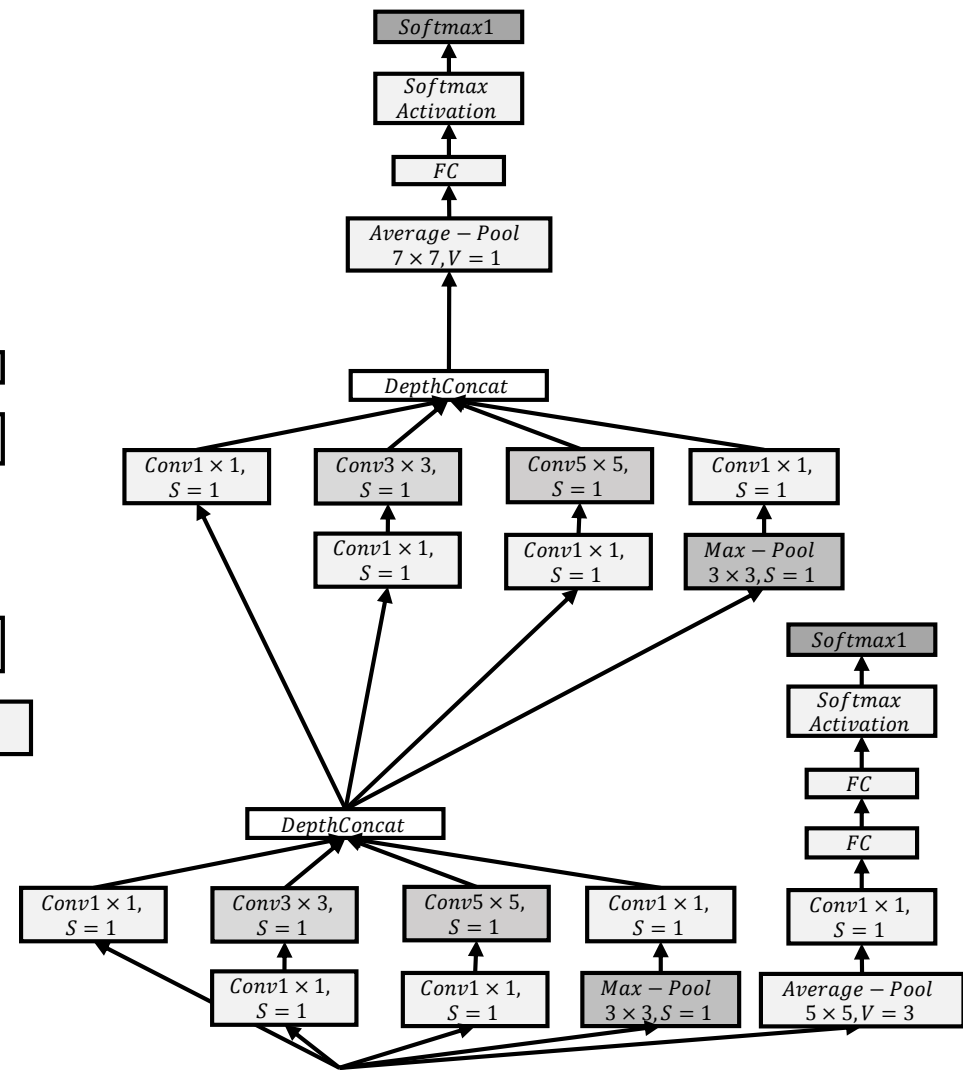 Softmax1
Softmax
Activation
FC
Average − Pool
7 × 7, V = 1
DepthConcat
Conv1 × 1,
S = 1
Conv3 × 3,
S = 1
Conv5 × 5,
S = 1
Conv1 × 1,
S = 1
Conv1 × 1,
S = 1
Conv1 × 1,
S = 1
Max − Pool
3 × 3, S = 1
Softmax1
Softmax
Activation
FC
FC
DepthConcat
Conv1 × 1,
S = 1
Conv3 × 3,
S = 1
Conv5 × 5,
S = 1
Conv1 × 1,
S = 1
Conv1 × 1,
S = 1
Conv1 × 1,
S = 1
Conv1 × 1,
S = 1
Max − Pool
3 × 3, S = 1
Average − Pool
5 × 5, V = 3